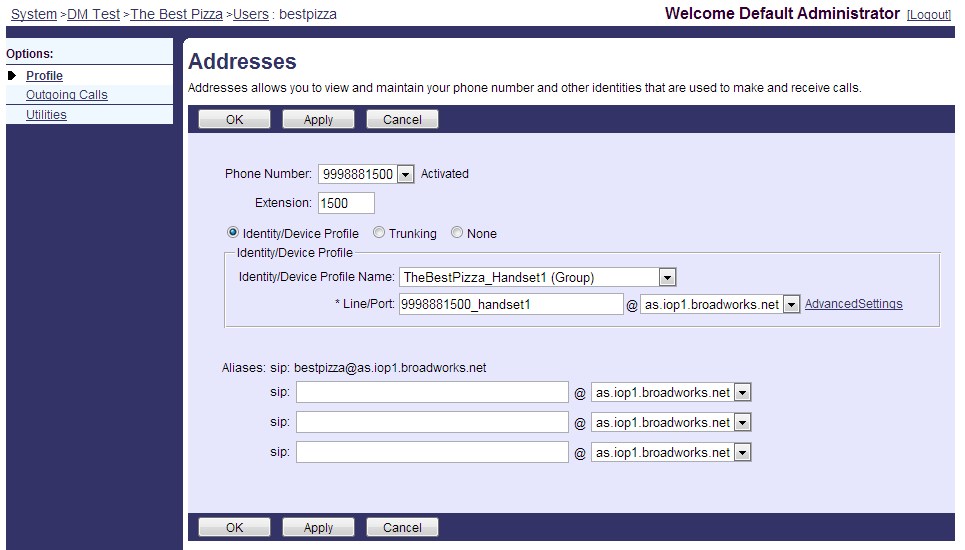 System >DM Test >The Best Pizza >Users : bestpizza
Welcome Default Administrator [Logout]
Options:
Profile
Outgoing Calls
Utilities
Addresses
Addresses allows you to view and maintain your phone number and other identities that are used to make and receive calls.
OK Apply Cancel
Phone Number: 9998881500 Activated
Extension: 1500
Identity/Device Profile Trunking None
Identity/Device Profile
Identity/Device Profile Name: TheBestPizza_Handset1 (Group)
* Line/Port: 9998881500_handset1 @ as.iop1.broadworks.net AdvancedSettings
Aliases: sip: bestpizza@as.iop1.broadworks.net
sip: @ as.iop1.broadworks.net
sip: @ as.iop1.broadworks.net
sip: @ as.iop1.broadworks.net
OK Apply Cancel